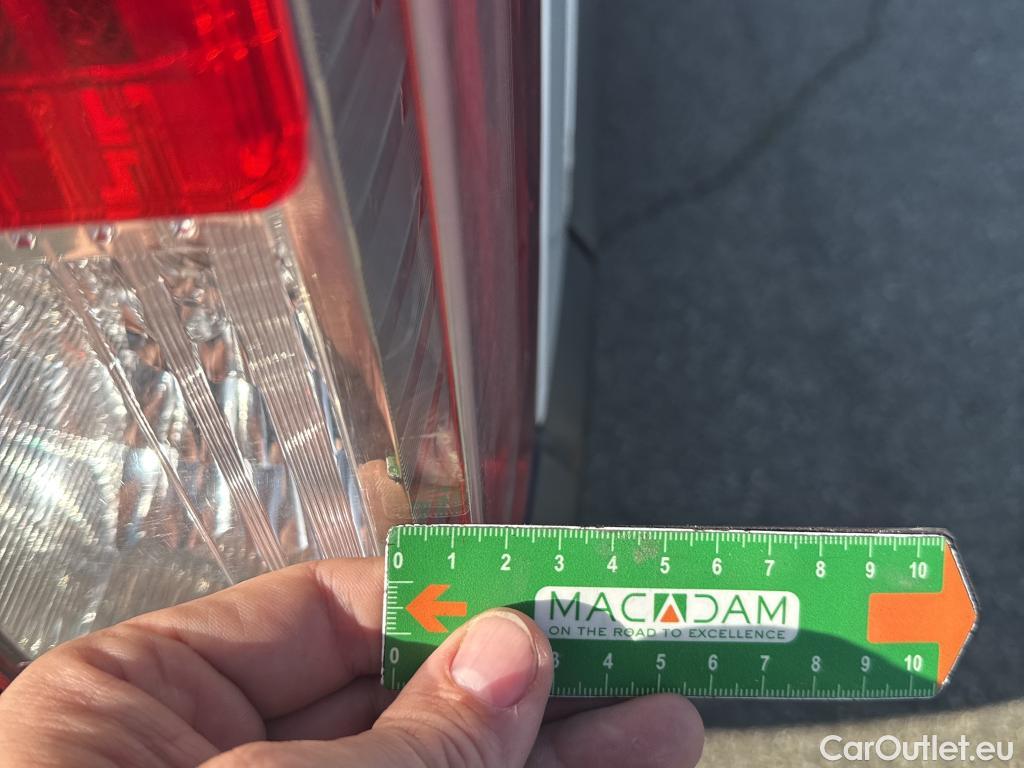 0 1 2 3 4 5 6 7 8 9 10
MACADAM
ON THE ROAD TO EXCELLENCE
0 3 4 5 6 7 8 9 10
CarOutlet.eu